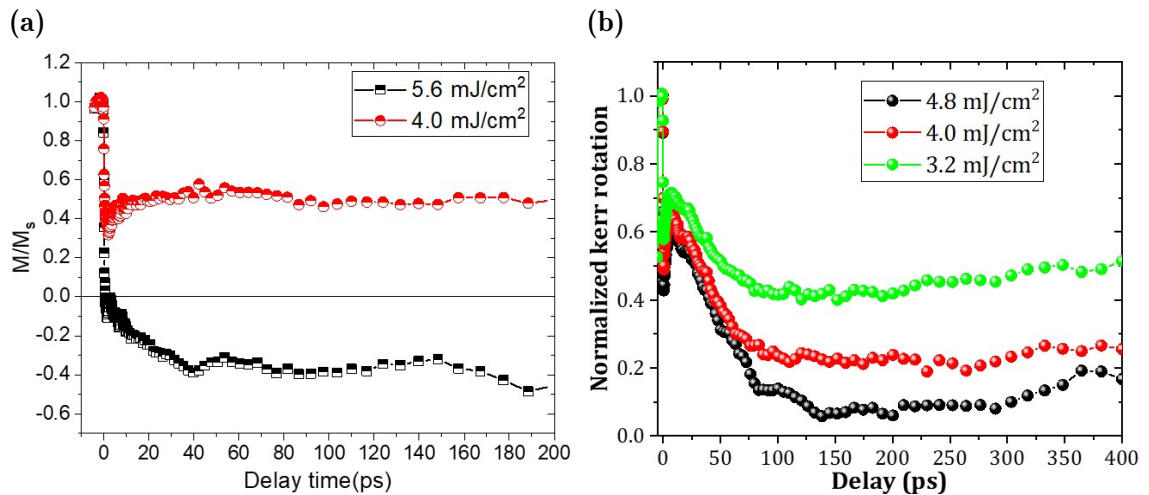 (a)
1.2
1.0
0.8
0.6
0.4
0.2
0.0
-0.2
-0.4
-0.6
M/Ms
5.6 mJ/cm²
4.0 mJ/cm²
0 20 40 60 80 100 120 140 160 180 200
Delay time(ps)
(b)
1.0
0.8
0.6
0.4
0.2
0.0
Normalized kerr rotation
4.8 mJ/cm²
4.0 mJ/cm²
3.2 mJ/cm²
0 50 100 150 200 250 300 350 400
Delay (ps)